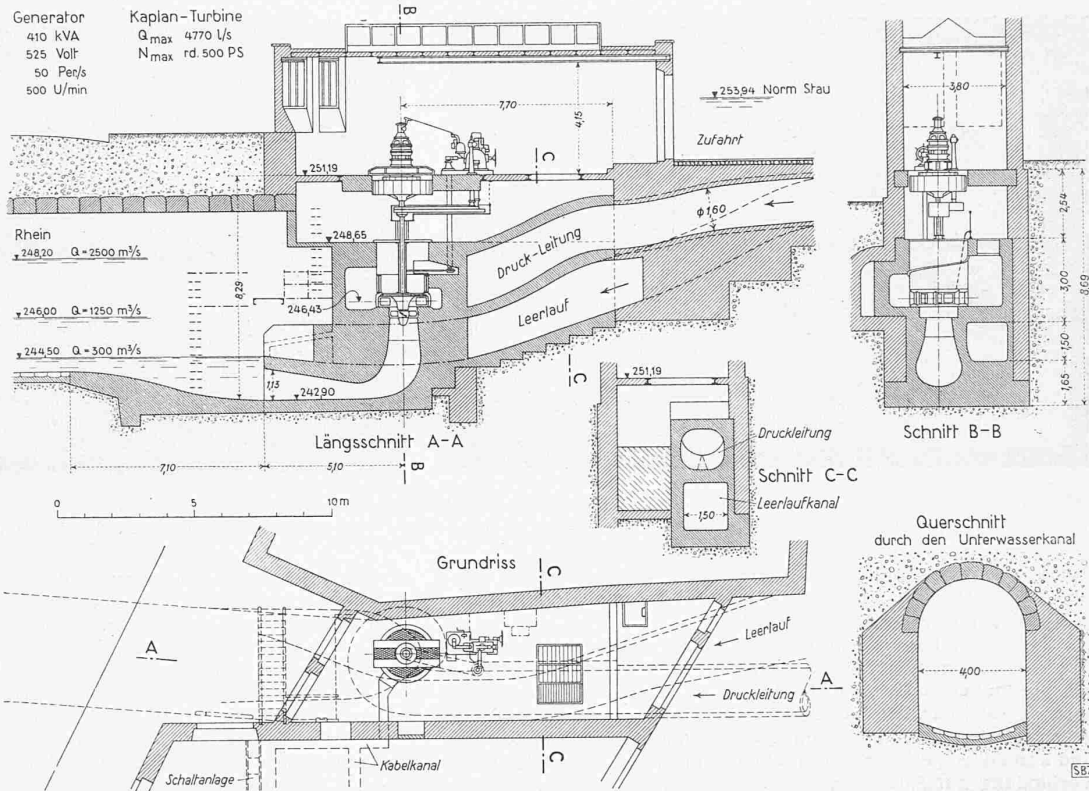 Generator
410 kVA
525 Volt
50 Per/s
500 U/min
Kaplan-Turbine
Qmax 4770 l/s
Nmax rd. 500 PS
B
253,94 Norm Stau
7,70
4,15
C
Zufahrt
251,19
φ1,60
Rhein
248,20 Q=2500 m³/s
248,65
8,29
Druck-Leitung
246,43
Leerlauf
246,00 Q=1250 m³/s
244,50 Q=300 m³/s
1,13
242,90
C
Längsschnitt A-A
7,10
5,10
B
0 5 10 m
3,80
2,54
3,00
8,69
1,50
1,65
Schnitt B-B
251,19
Druckleitung
Schnitt C-C
Leerlaufkanal
1,50
Grundriss
C
A
Leerlauf
A
Druckleitung
C
Schaltanlage
Kabelkanal
Querschnitt
durch den Unterwasserkanal
4,00